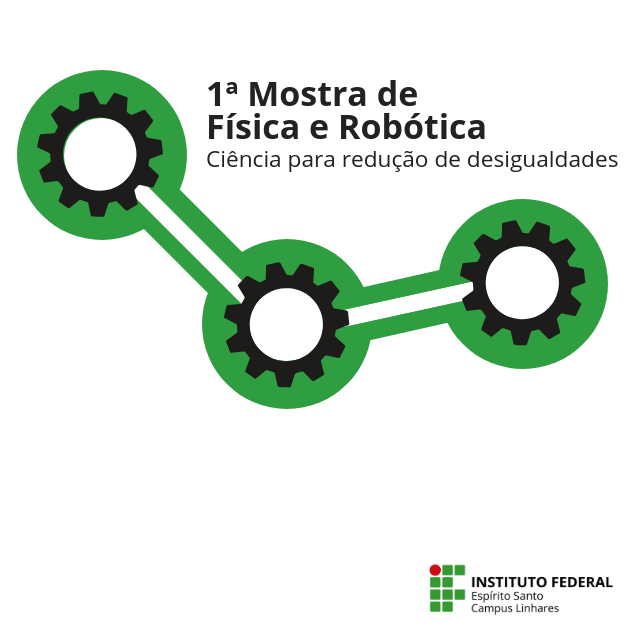 1ª Mostra de
Física e Robótica
Ciência para redução de desigualdades
INSTITUTO FEDERAL
Espírito Santo
Campus Linhares